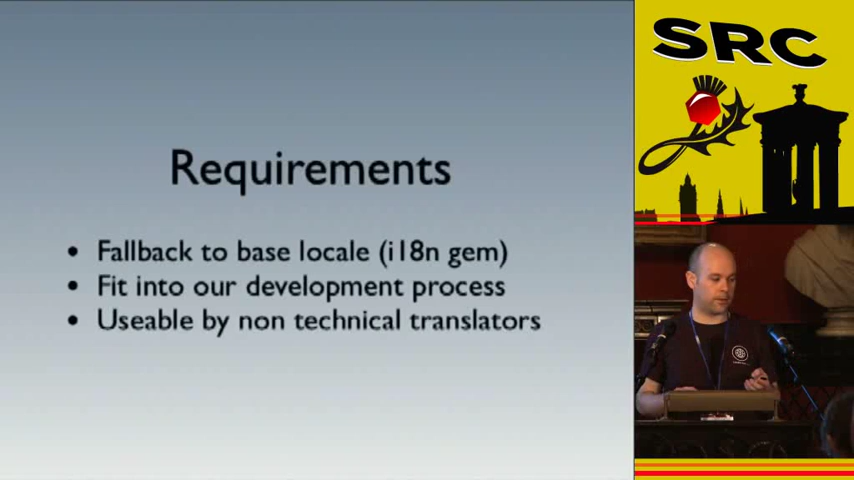 SRC
Requirements
• Fallback to base locale (i18n gem)
• Fit into our development process
• Useable by non technical translators